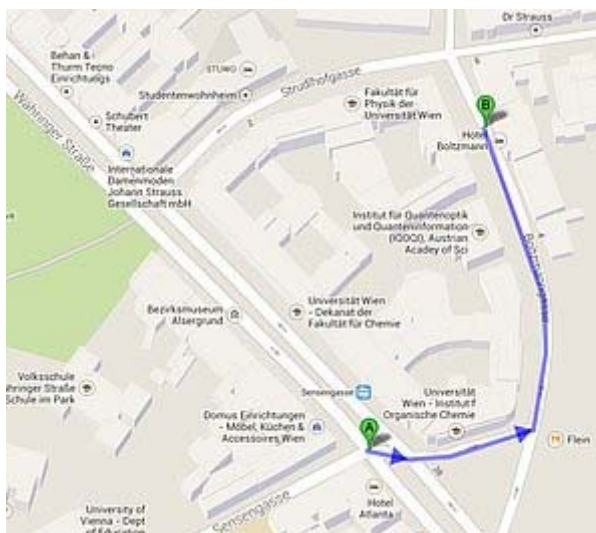 Dr Strauss
Behan &
Thurm Tecno
Einrichtungs
STUWO
Studentenwohnheim
Strudlhofgasse
Fakultät für
Physik der
Universität Wien
B
Hotel
Boltzmann
Schubert
Theater
Währinger Straße
Internationale
Damenmoden
Johann Strauss
Gesellschaft mbH
Institut für Quantenoptik
und Quanteninformation
(IQOQI), Austrian
Acadey of Sci
Boltzmanngasse
Bezirksmuseum
Alsergrund
Universität Wien
- Dekanat der
Fakultät für Chemie
Volksschule
ähringer Straße
Schule im Park
Sensengasse
Universität
Wien - Institut f
Organische Chemie
Domus Einrichtungen
- Möbel, Küchen &
Accessoires Wien
A
Flein
Hotel
Atlanta
Sensengasse
University of
Vienna - Dept
of Education